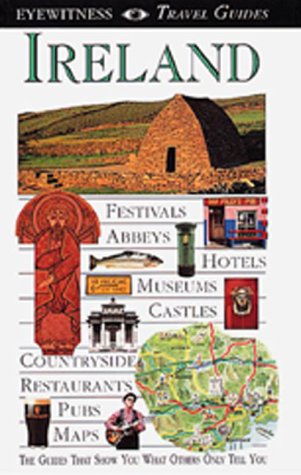 EYEWITNESS TRAVEL GUIDES
IRELAND
FESTIVALS
ABBEYS
HOTELS
MUSEUMS
CASTLES
COUNTRYSIDE
RESTAURANTS
PUBS
MAPS
THE GUIDES THAT SHOW YOU WHAT OTHERS ONLY TELL YOU